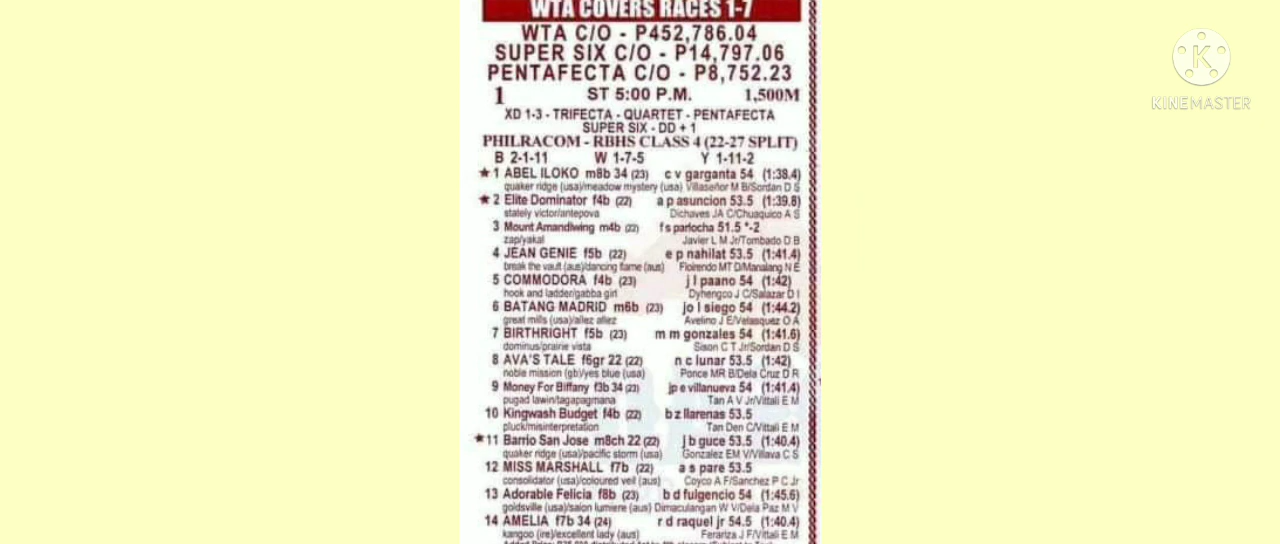 WTA COVERS RACES 1-7
WTA C/O - P452,786.04
SUPER SIX C/O - P14,797.06
PENTAFECTA C/O - P8,752.23
1 ST 5:00 P.M. 1,500M
XD 1-3 - TRIFECTA - QUARTET - PENTAFECTA
SUPER SIX - DD + 1
PHILRACOM - RBHS CLASS 4 (22-27 SPLIT)
B 2-1-11 W 1-7-5 Y 1-11-2
★ 1 ABEL ILOKO m8b 34 (23) c v garganta 54 (1:38.4)
quaker ridge (usa)/meadow mystery (usa) Villaseñor M B/Sordan D S
★ 2 Elite Dominator f4b (22) a p asuncion 53.5 (1:39.8)
stately victor/antepova Dichaves JA C/Chuaquico A S
3 Mount Amandiwing m4b (22) f s parlocha 51.5 *-2
zap/yakal Javier L M Jr/Tombado D B
4 JEAN GENIE f5b (22) e p nahilat 53.5 (1:41.4)
break the vault (aus)/dancing flame (aus) Floirendo MT D/Manalang N E
5 COMMODORA f4b (23) j l paano 54 (1:42)
hook and ladder/gabba girl Dyhengco J C/Salazar D I
6 BATANG MADRID m6b (23) jo l siego 54 (1:44.2)
great mills (usa)/allez allez Avelino J E/Velasquez O A
7 BIRTHRIGHT f5b (23) m m gonzales 54 (1:41.6)
dominus/prairie vista Sison C T Jr/Sordan D S
8 AVA'S TALE f6gr 22 (22) n c lunar 53.5 (1:42)
noble mission (gb)/yes blue (usa) Ponce MR B/Dela Cruz D R
9 Money For Biffany f3b 34 (23) jp e villanueva 54 (1:41.4)
pugad lawin/tagapagmana Tan A V Jr/Vittali E M
10 Kingwash Budget f4b (22) b z llarenas 53.5
pluck/misinterpretation Tan Den C/Vittali E M
★ 11 Barrio San Jose m8ch 22 (22) j b guce 53.5 (1:40.4)
quaker ridge (usa)/pacific storm (usa) Gonzalez EM V/Villava C S
12 MISS MARSHALL f7b (22) a s pare 53.5
consolidator (usa)/coloured veil (aus) Coyco A F/Sanchez P C Jr
13 Adorable Felicia f8b (23) b d fulgencio 54 (1:45.6)
goldsville (usa)/salon lumiere (aus) Dimaculangan W V/Dela Paz M V
14 AMELIA f7b 34 (24) r d raquel jr 54.5 (1:40.4)
kangoo (ire)/excellent lady (aus) Ferariza J F/Vittali E M
K
KINEMASTER